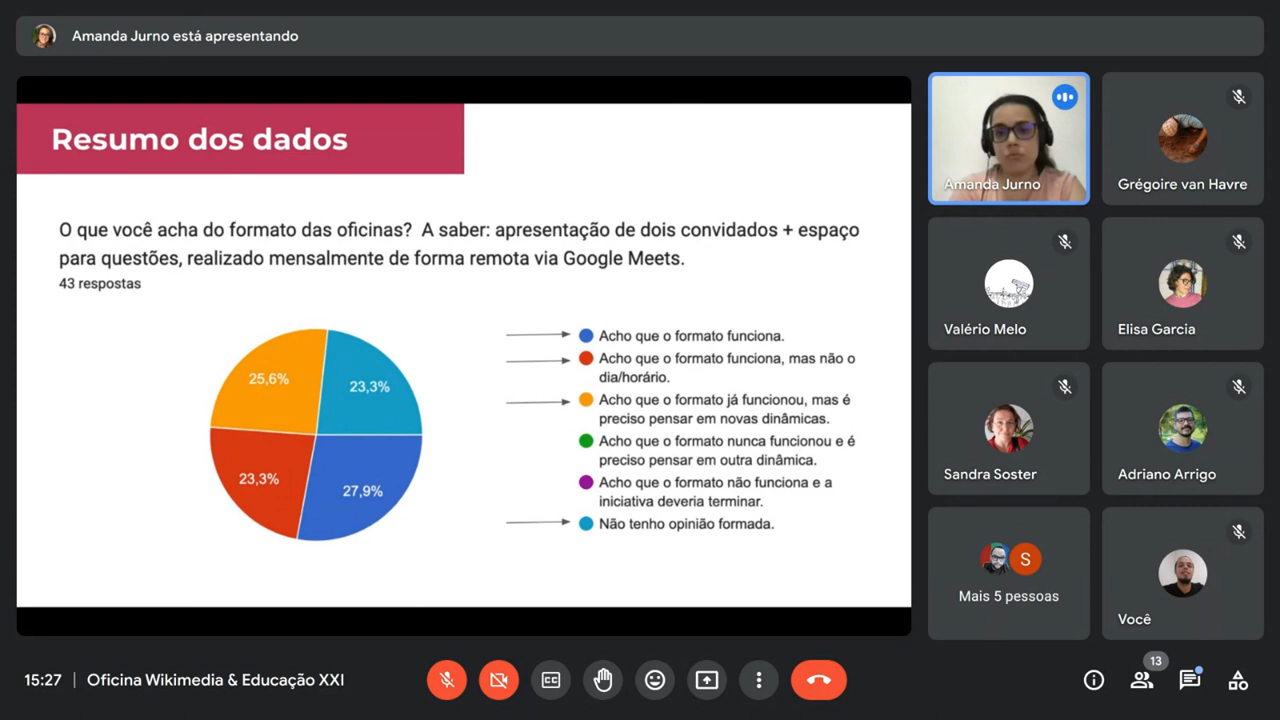 Amanda Jurno está apresentando
Resumo dos dados
O que você acha do formato das oficinas? A saber: apresentação de dois convidados + espaço
para questões, realizado mensalmente de forma remota via Google Meets.
43 respostas
25,6%
23,3%
23,3%
27,9%
Acho que o formato funciona.
Acho que o formato funciona, mas não o
dia/horário.
Acho que o formato já funcionou, mas é
preciso pensar em novas dinâmicas.
Acho que o formato nunca funcionou e é
preciso pensar em outra dinâmica.
Acho que o formato não funciona e a
iniciativa deveria terminar.
Não tenho opinião formada.
Amanda Jurno
Grégoire van Havre
Valério Melo
Elisa Garcia
Sandra Soster
Adriano Arrigo
S
Mais 5 pessoas
Você
15:27 | Oficina Wikimedia & Educação XXI
CC
13